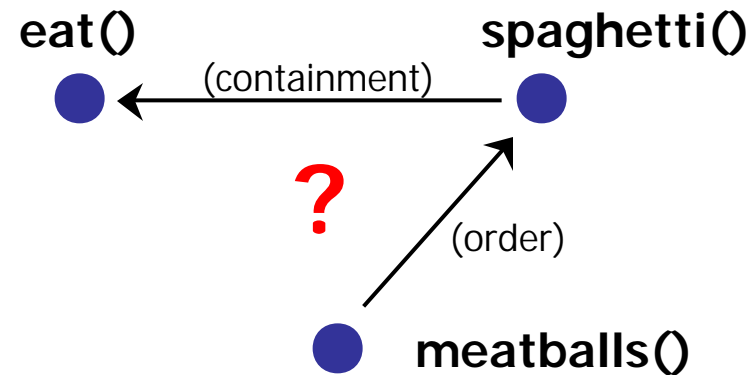 eat() spaghetti()
(containment)
?
(order)
meatballs()